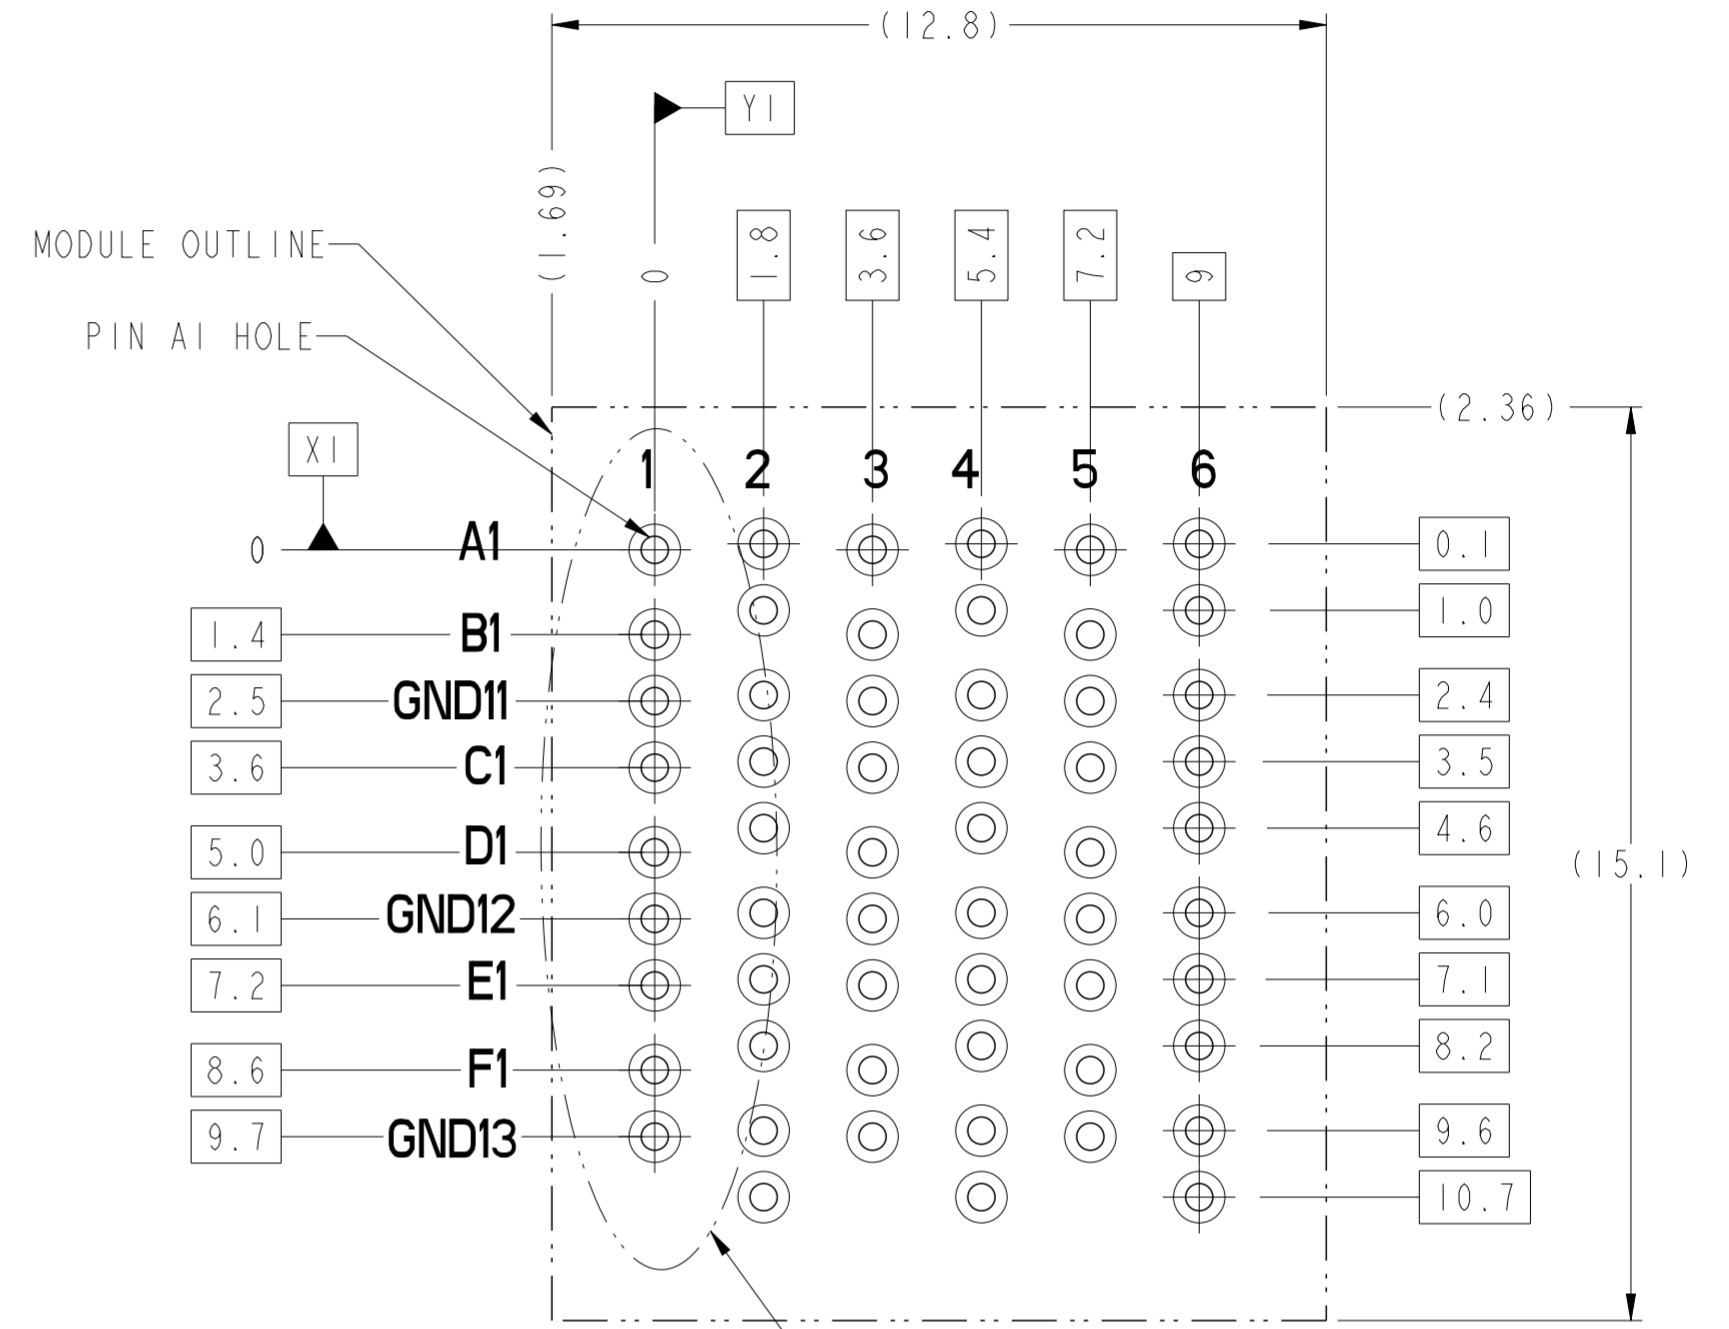 (12.8)
Y1
(1.69)
0
1.8
3.6
5.4
7.2
9
MODULE OUTLINE
PIN A1 HOLE
(2.36)
X1
1 2 3 4 5 6
0 A1 0.1
1.0
1.4 B1
2.5 GND11 2.4
3.6 C1 3.5
4.6
5.0 D1
(15.1)
6.1 GND12 6.0
7.2 E1 7.1
8.2
8.6 F1
9.7 GND13 9.6
10.7